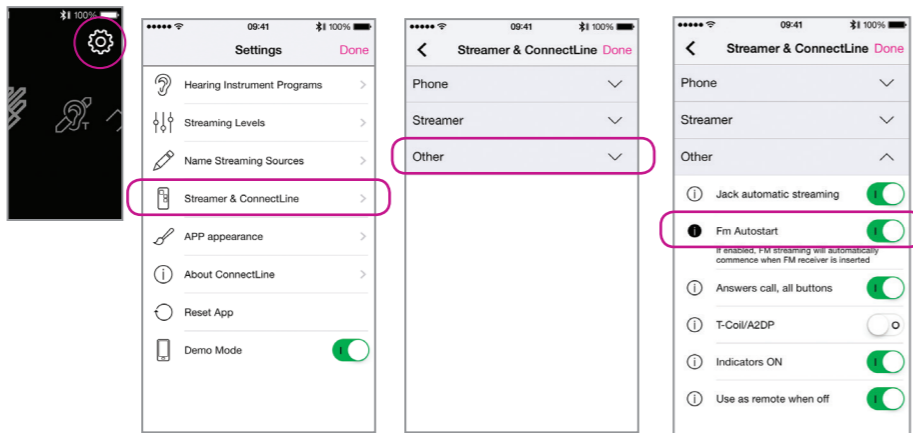 100%
T
09:41 100%
Settings Done
Hearing Instrument Programs
Streaming Levels
Name Streaming Sources
Streamer & ConnectLine
APP appearance
About ConnectLine
Reset App
Demo Mode
09:41 100%
Streamer & ConnectLine Done
Phone
Streamer
Other
09:41 100%
Streamer & ConnectLine Done
Phone
Streamer
Other
Jack automatic streaming
Fm Autostart
If enabled, FM streaming will automatically
commence when FM receiver is inserted
Answers call, all buttons
T-Coil/A2DP
Indicators ON
Use as remote when off